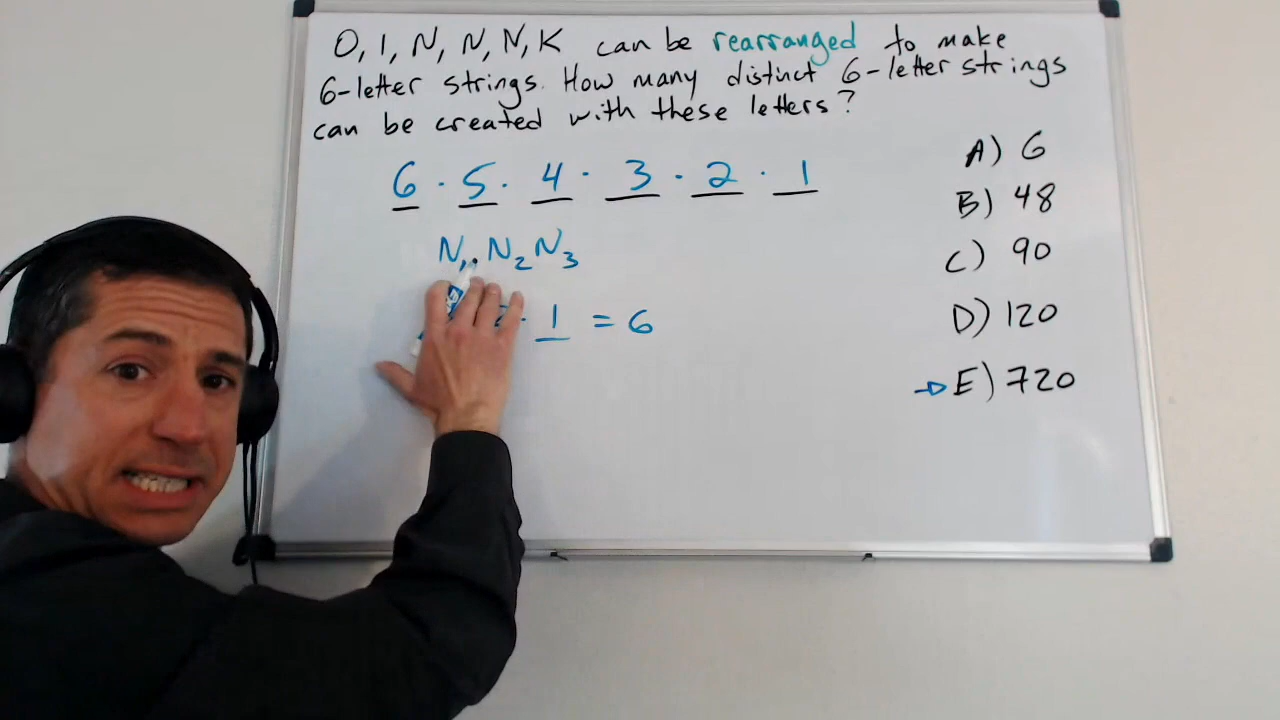 O, I, N, N, N, K can be rearranged to make
6-letter strings. How many distinct 6-letter strings
can be created with these letters?
6 · 5 · 4 · 3 · 2 · 1
N₁ · N₂ N₃
· 1 = 6
A) 6
B) 48
C) 90
D) 120
→ E) 720